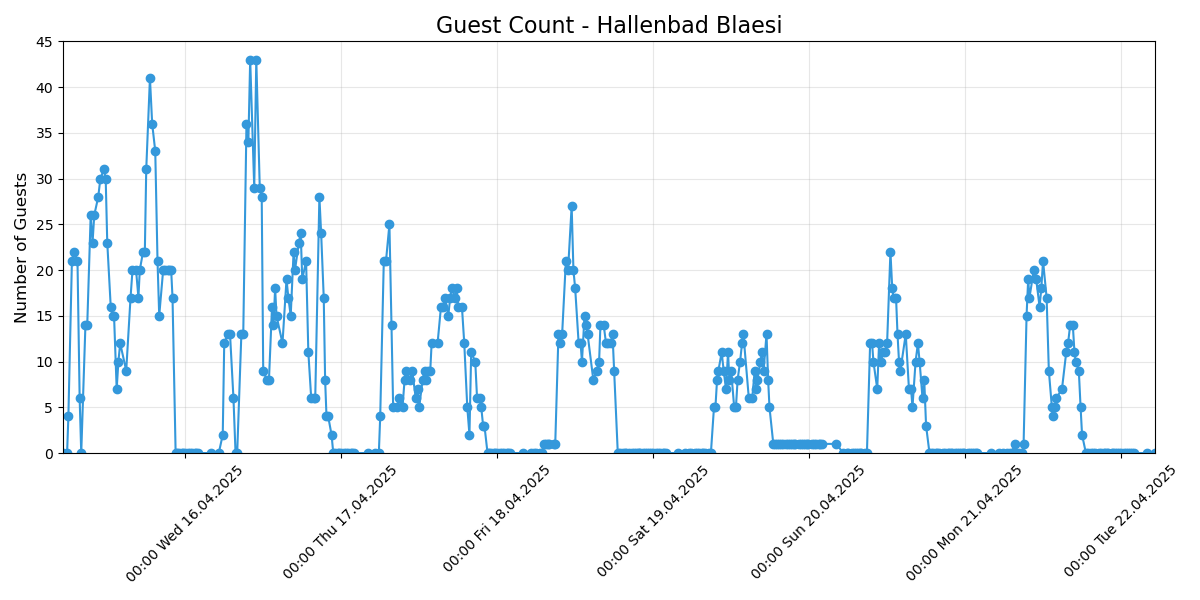 Guest Count - Hallenbad Blaesi
Number of Guests
45
40
35
30
25
20
15
10
5
0
00:00 Wed 16.04.2025
00:00 Thu 17.04.2025
00:00 Fri 18.04.2025
00:00 Sat 19.04.2025
00:00 Sun 20.04.2025
00:00 Mon 21.04.2025
00:00 Tue 22.04.2025